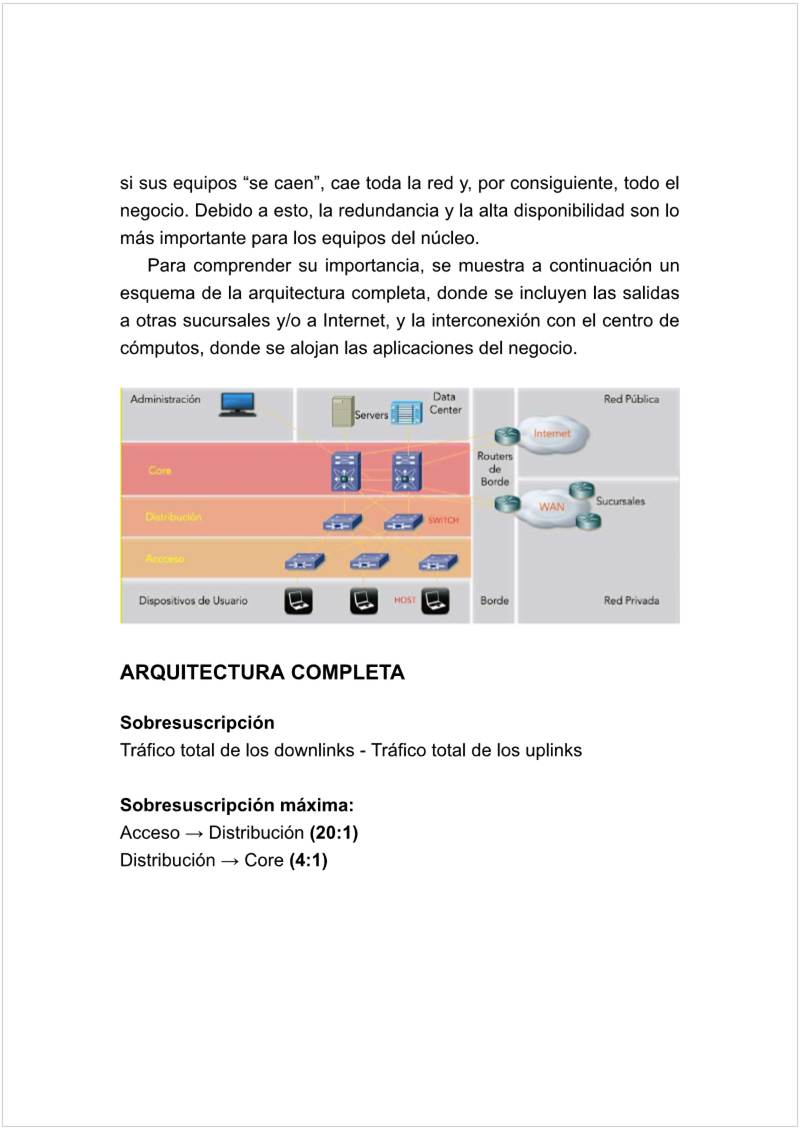 si sus equipos “se caen”, cae toda la red y, por consiguiente, todo el
negocio. Debido a esto, la redundancia y la alta disponibilidad son lo
más importante para los equipos del núcleo.
Para comprender su importancia, se muestra a continuación un
esquema de la arquitectura completa, donde se incluyen las salidas
a otras sucursales y/o a Internet, y la interconexión con el centro de
cómputos, donde se alojan las aplicaciones del negocio.
Administración
Servers
Data
Center
Red Pública
Internet
Core
Routers
de
Borde
Distribución
SWITCH
WAN
Sucursales
Accceso
Dispositivos de Usuario
HOST
Borde
Red Privada
ARQUITECTURA COMPLETA
Sobresuscripción
Tráfico total de los downlinks - Tráfico total de los uplinks
Sobresuscripción máxima:
Acceso → Distribución (20:1)
Distribución → Core (4:1)